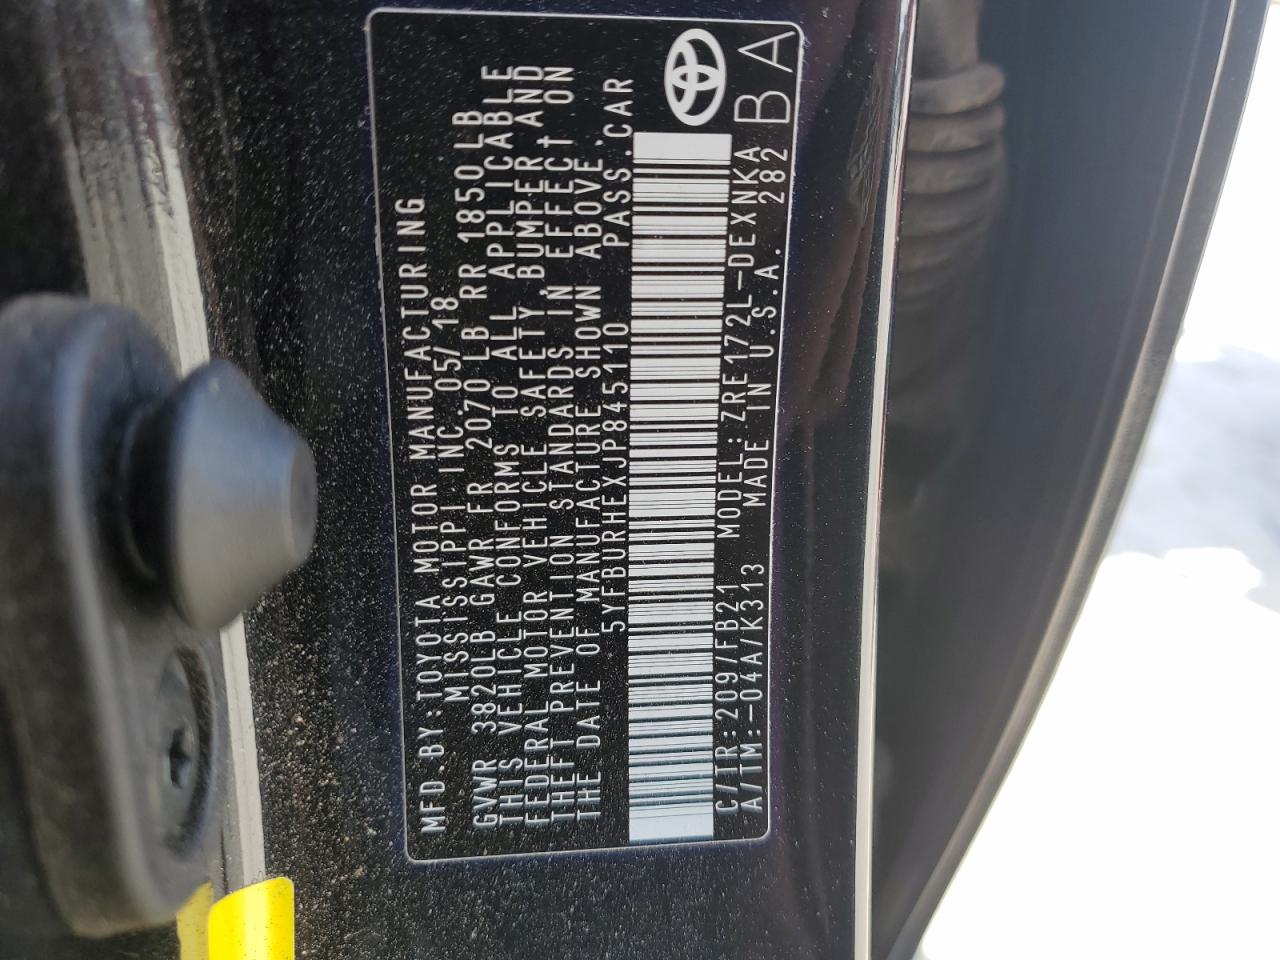 MFD.BY:TOYOTA MOTOR MANUFACTURING
MISSISSIPPI INC. 05/18
GVWR 3820LB GAWR FR 2070 LB RR 1850 LB
THIS VEHICLE CONFORMS TO ALL APPLICABLE
FEDERAL MOTOR VEHICLE SAFETY, BUMPER AND
THEFT PREVENTION STANDARDS IN EFFECT ON
THE DATE OF MANUFACTURE SHOWN ABOVE.
5YFBURHEXJP845110 PASS.CAR
C/TR:209/FB21 MODEL:ZRE172L-DEXNKA
A/TM:-04A/K313 MADE IN U.S.A. 282
B A